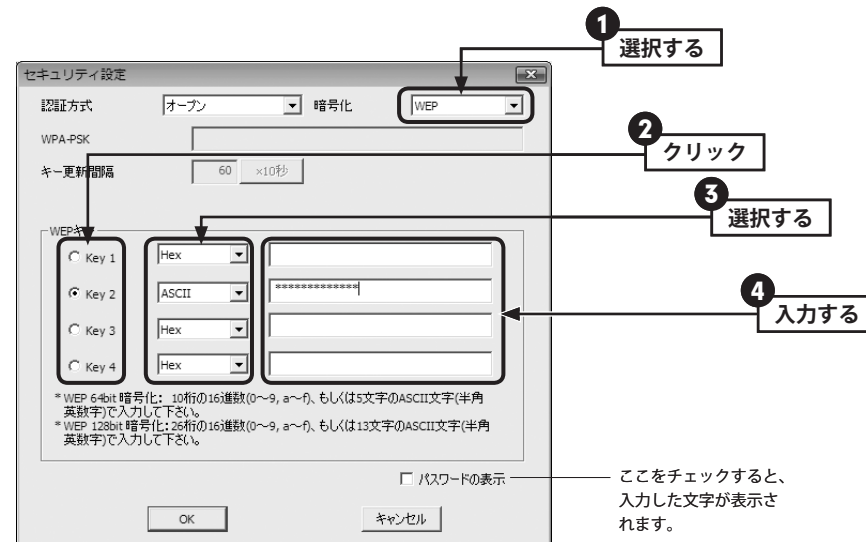 1
選択する
セキュリティ設定
認証方式 オープン 暗号化 WEP
WPA-PSK
2
クリック
キー更新間隔 60 ×10秒
3
選択する
WEPキー
Key 1 Hex
Key 2 ASCII *************
4
入力する
Key 3 Hex
Key 4 Hex
* WEP 64bit 暗号化: 10桁の16進数(0～9, a～f)、もしくは5文字のASCII文字(半角
英数字)で入力して下さい。
* WEP 128bit 暗号化: 26桁の16進数(0～9, a～f)、もしくは13文字のASCII文字(半角
英数字)で入力して下さい。
パスワードの表示
ここをチェックすると、
入力した文字が表示さ
れます。
OK キャンセル